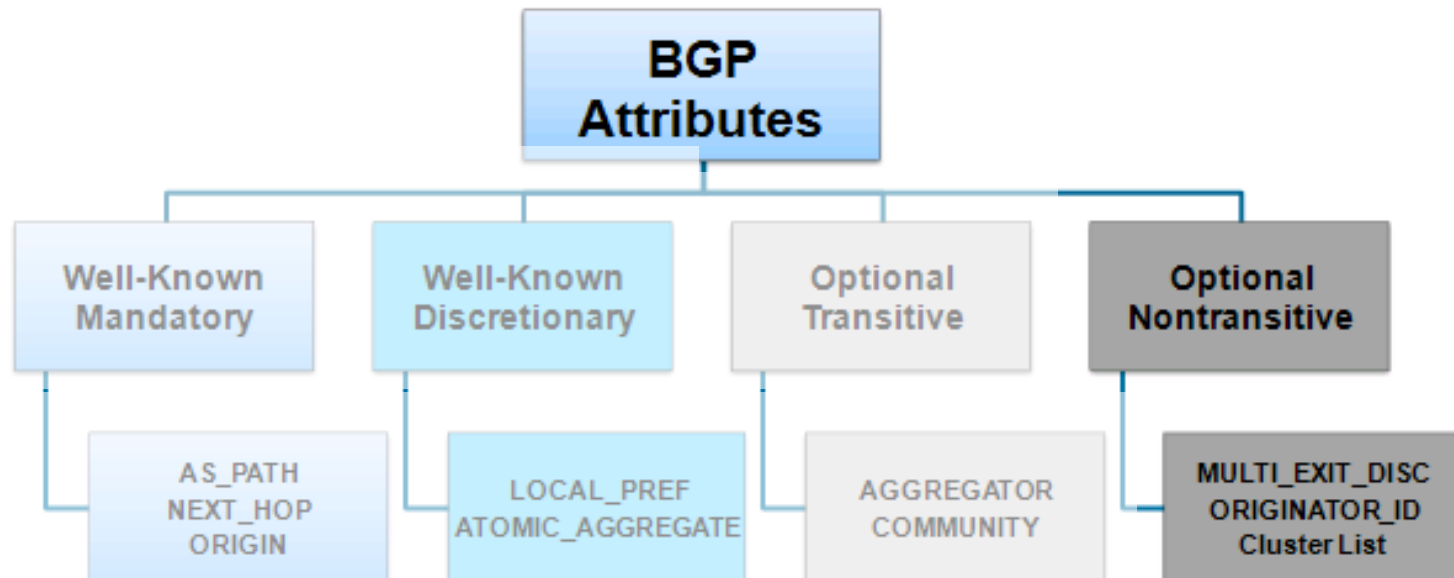 BGP
Attributes
Well-Known
Mandatory
Well-Known
Discretionary
Optional
Transitive
Optional
Nontransitive
AS_PATH
NEXT_HOP
ORIGIN
LOCAL_PREF
ATOMIC_AGGREGATE
AGGREGATOR
COMMUNITY
MULTI_EXIT_DISC
ORIGINATOR_ID
Cluster List